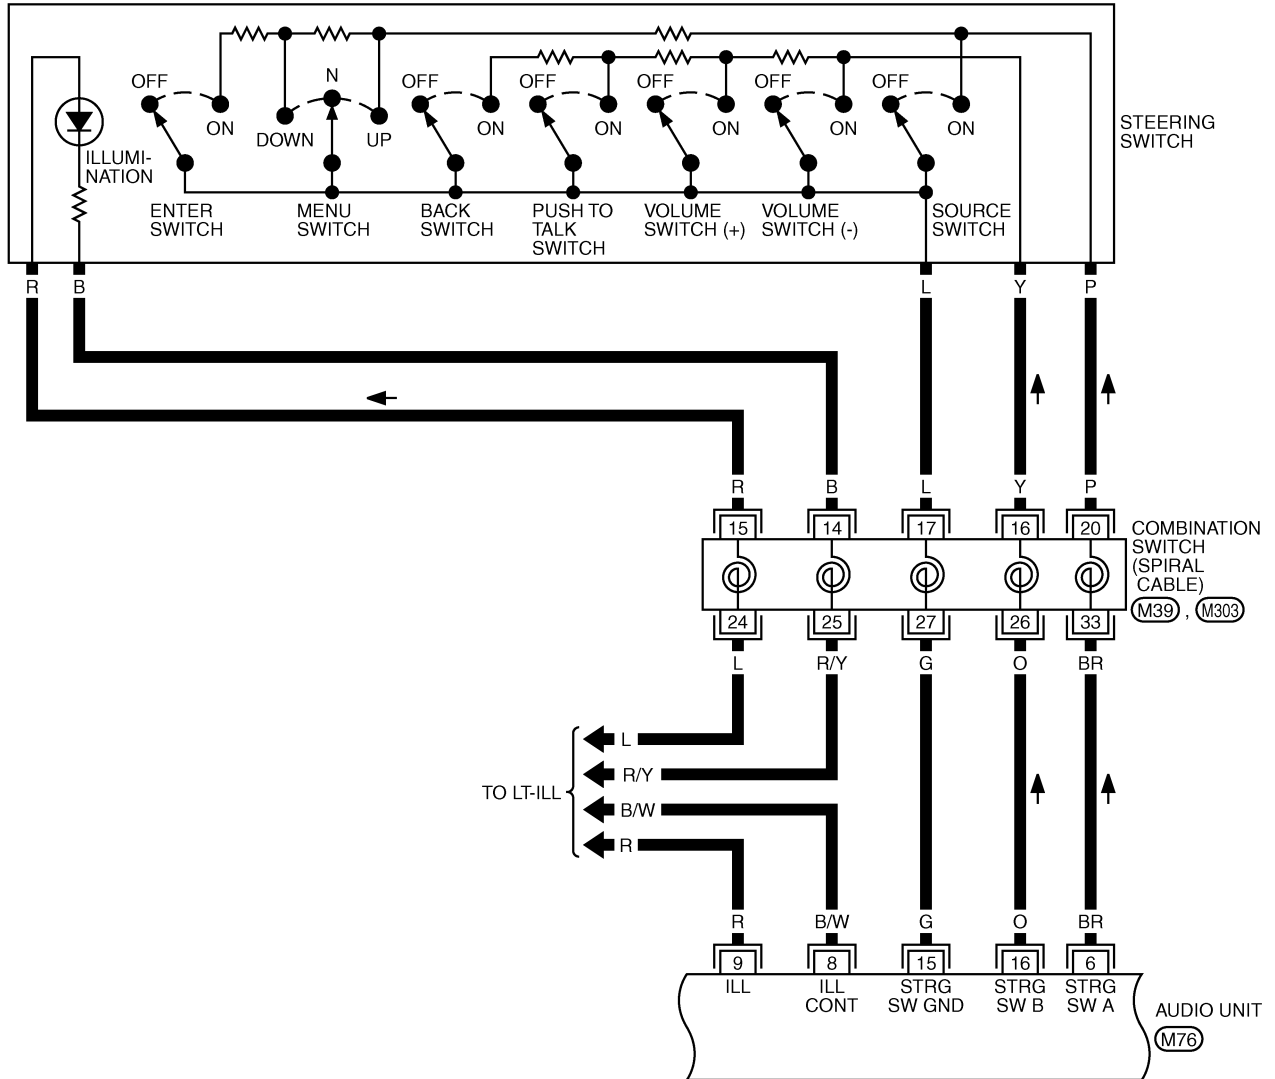 OFF
ON
N
DOWN
UP
OFF
ON
OFF
ON
OFF
ON
OFF
ON
OFF
ON
ILLUMI-
NATION
STEERING
SWITCH
ENTER
SWITCH
MENU
SWITCH
BACK
SWITCH
PUSH TO
TALK
SWITCH
VOLUME
SWITCH (+)
VOLUME
SWITCH (-)
SOURCE
SWITCH
R
B
L
Y
P
R
B
L
Y
P
15
14
17
16
20
COMBINATION
SWITCH
(SPIRAL
CABLE)
M39 , M303
24
25
27
26
33
L
R/Y
G
O
BR
TO LT-ILL
L
R/Y
B/W
R
R
B/W
G
O
BR
9
8
15
16
6
ILL
ILL
CONT
STRG
SW GND
STRG
SW B
STRG
SW A
AUDIO UNIT
M76